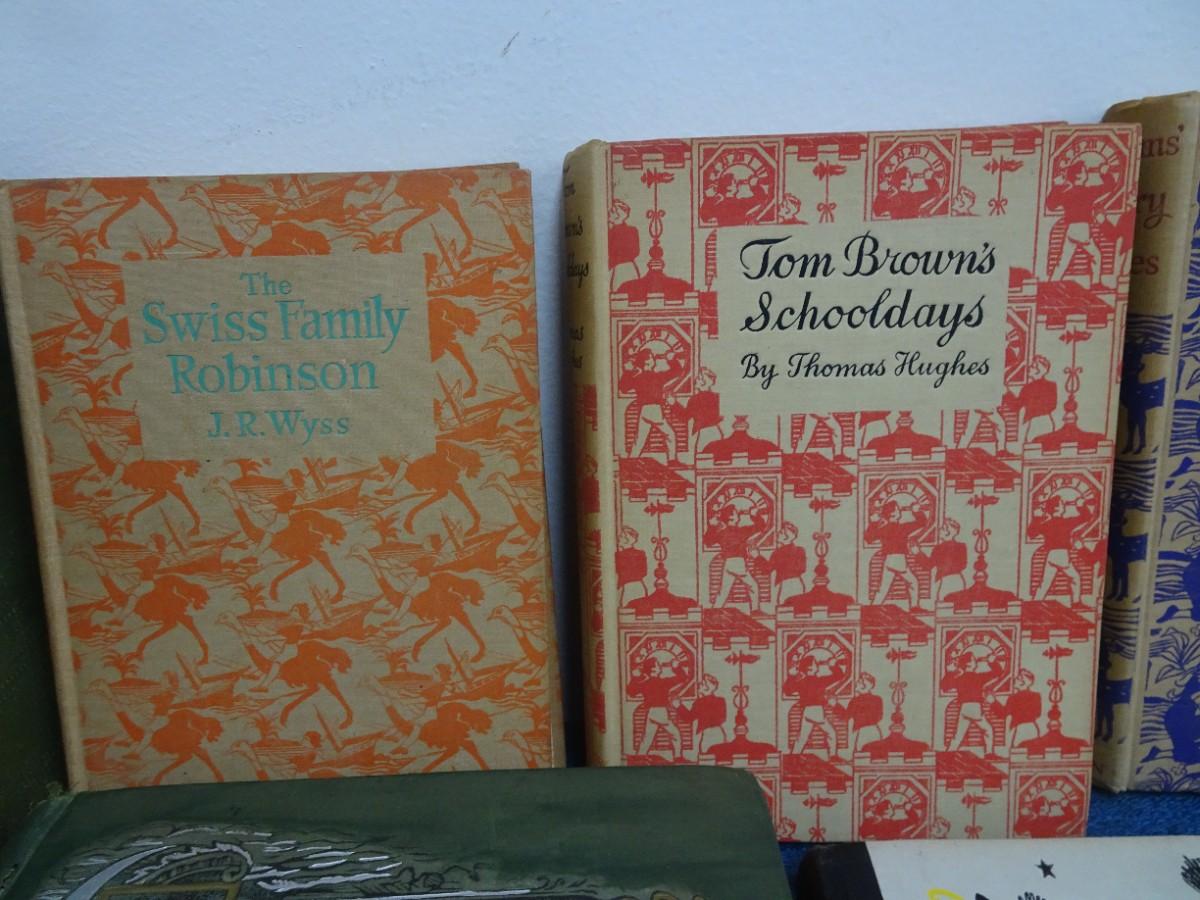 The
Swiss Family
Robinson
J. R. Wyss
Tom Brown's
Schooldays
By Thomas Hughes